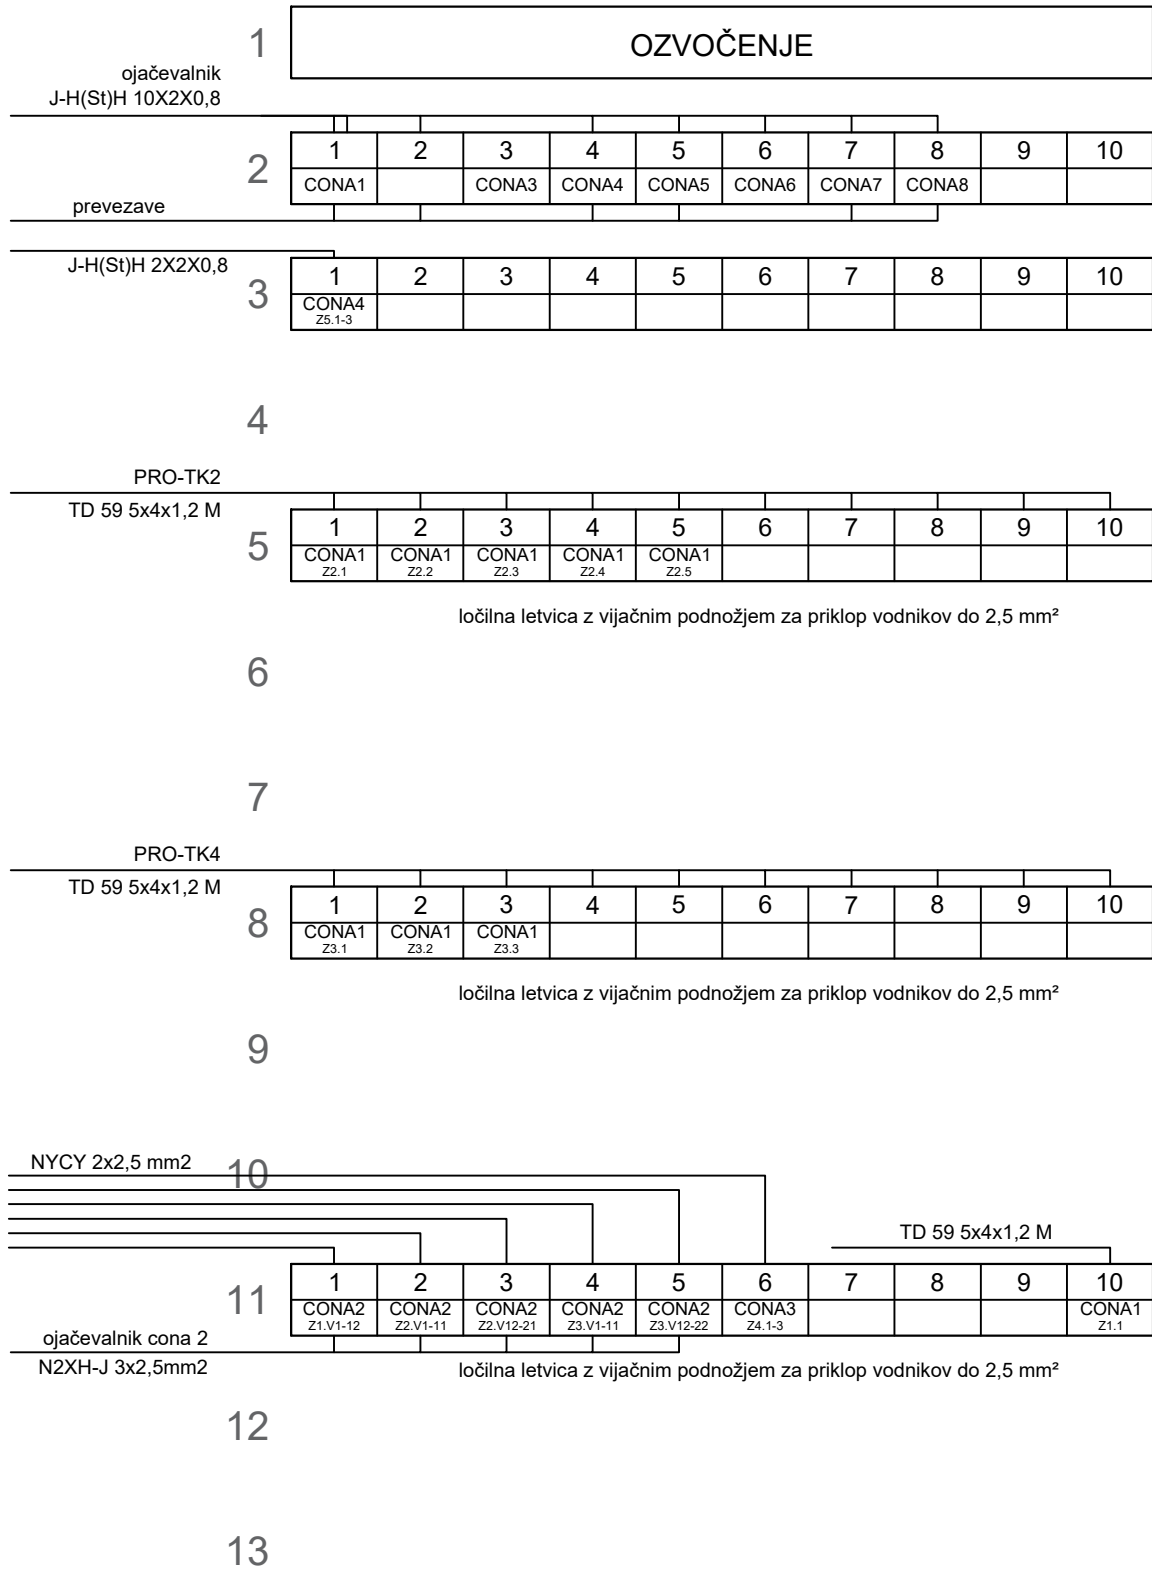 1
OZVOČENJE
ojačevalnik
J-H(St)H 10X2X0,8
2
1 2 3 4 5 6 7 8 9 10
CONA1 CONA3 CONA4 CONA5 CONA6 CONA7 CONA8
prevezave
J-H(St)H 2X2X0,8
3
1 2 3 4 5 6 7 8 9 10
CONA4
Z5.1-3
4
PRO-TK2
TD 59 5x4x1,2 M
5
1 2 3 4 5 6 7 8 9 10
CONA1 CONA1 CONA1 CONA1 CONA1
Z2.1 Z2.2 Z2.3 Z2.4 Z2.5
ločilna letvica z vijačnim podnožjem za priklop vodnikov do 2,5 mm²
6
7
PRO-TK4
TD 59 5x4x1,2 M
8
1 2 3 4 5 6 7 8 9 10
CONA1 CONA1 CONA1
Z3.1 Z3.2 Z3.3
ločilna letvica z vijačnim podnožjem za priklop vodnikov do 2,5 mm²
9
NYCY 2x2,5 mm2
10
TD 59 5x4x1,2 M
11
1 2 3 4 5 6 7 8 9 10
CONA2 CONA2 CONA2 CONA2 CONA2 CONA3 CONA1
Z1.V1-12 Z2.V1-11 Z2.V12-21 Z3.V1-11 Z3.V12-22 Z4.1-3 Z1.1
ojačevalnik cona 2
N2XH-J 3x2,5mm2
ločilna letvica z vijačnim podnožjem za priklop vodnikov do 2,5 mm²
12
13